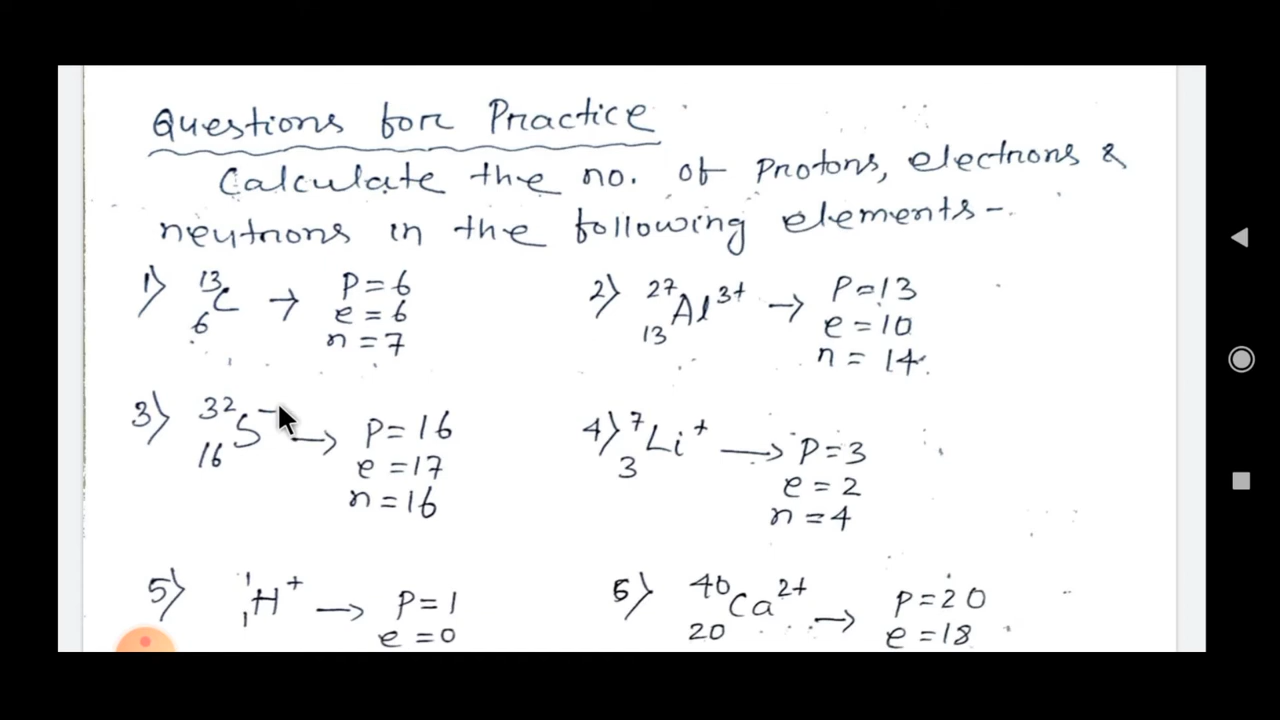 Questions for Practice
Calculate the no. of Protons, electrons &
neutrons in the following elements -
1) ¹³₆C → P = 6
e = 6
n = 7
2) ²⁷₁₃Al³⁺ → P = 13
e = 10
n = 14.
3) ³²₁₆S⁻ → P = 16
e = 17
n = 16
4) ⁷₃Li⁺ → P = 3
e = 2
n = 4
5) ¹₁H⁺ → P = 1
e = 0
6) ⁴⁰₂₀Ca²⁺ → P = 20
e = 18